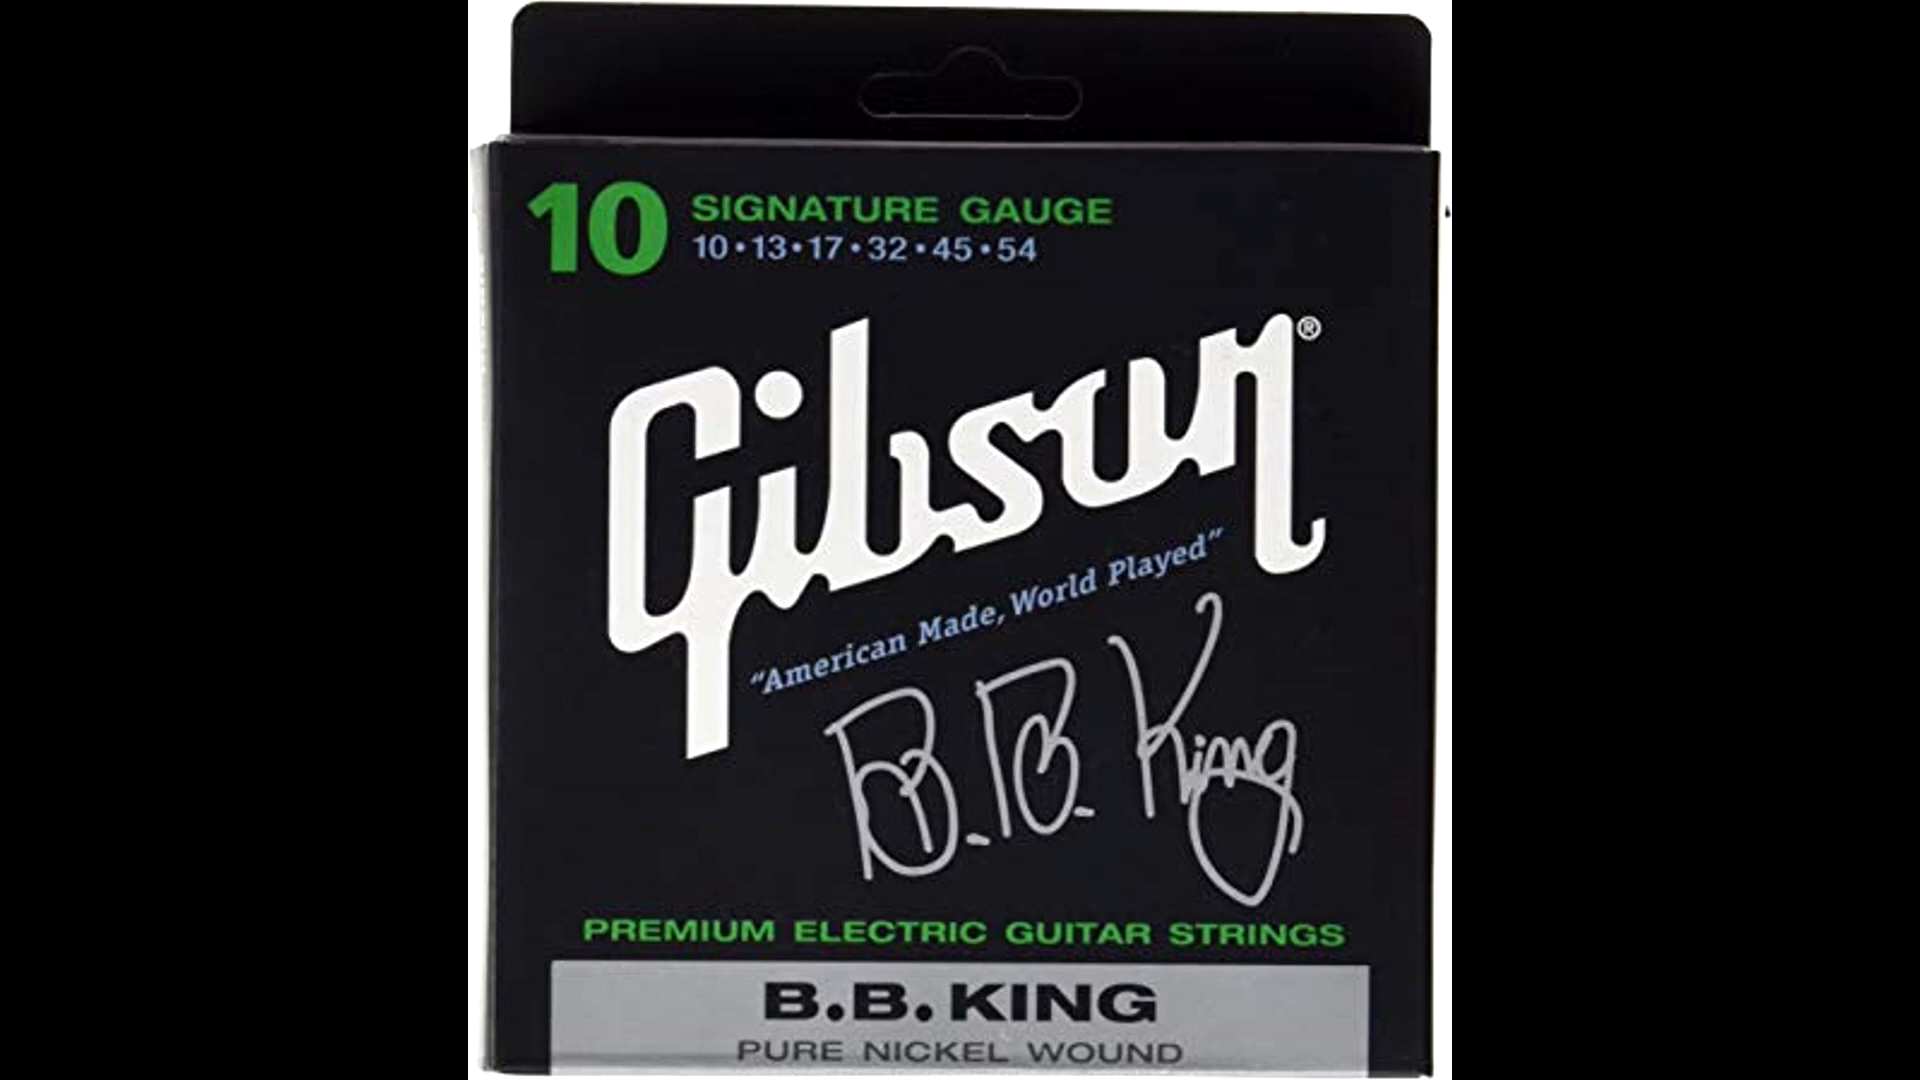 10 SIGNATURE GAUGE
10•13•17•32•45•54
Gibson®
“American Made, World Played”
B.B. King
PREMIUM ELECTRIC GUITAR STRINGS
B.B. KING
PURE NICKEL WOUND